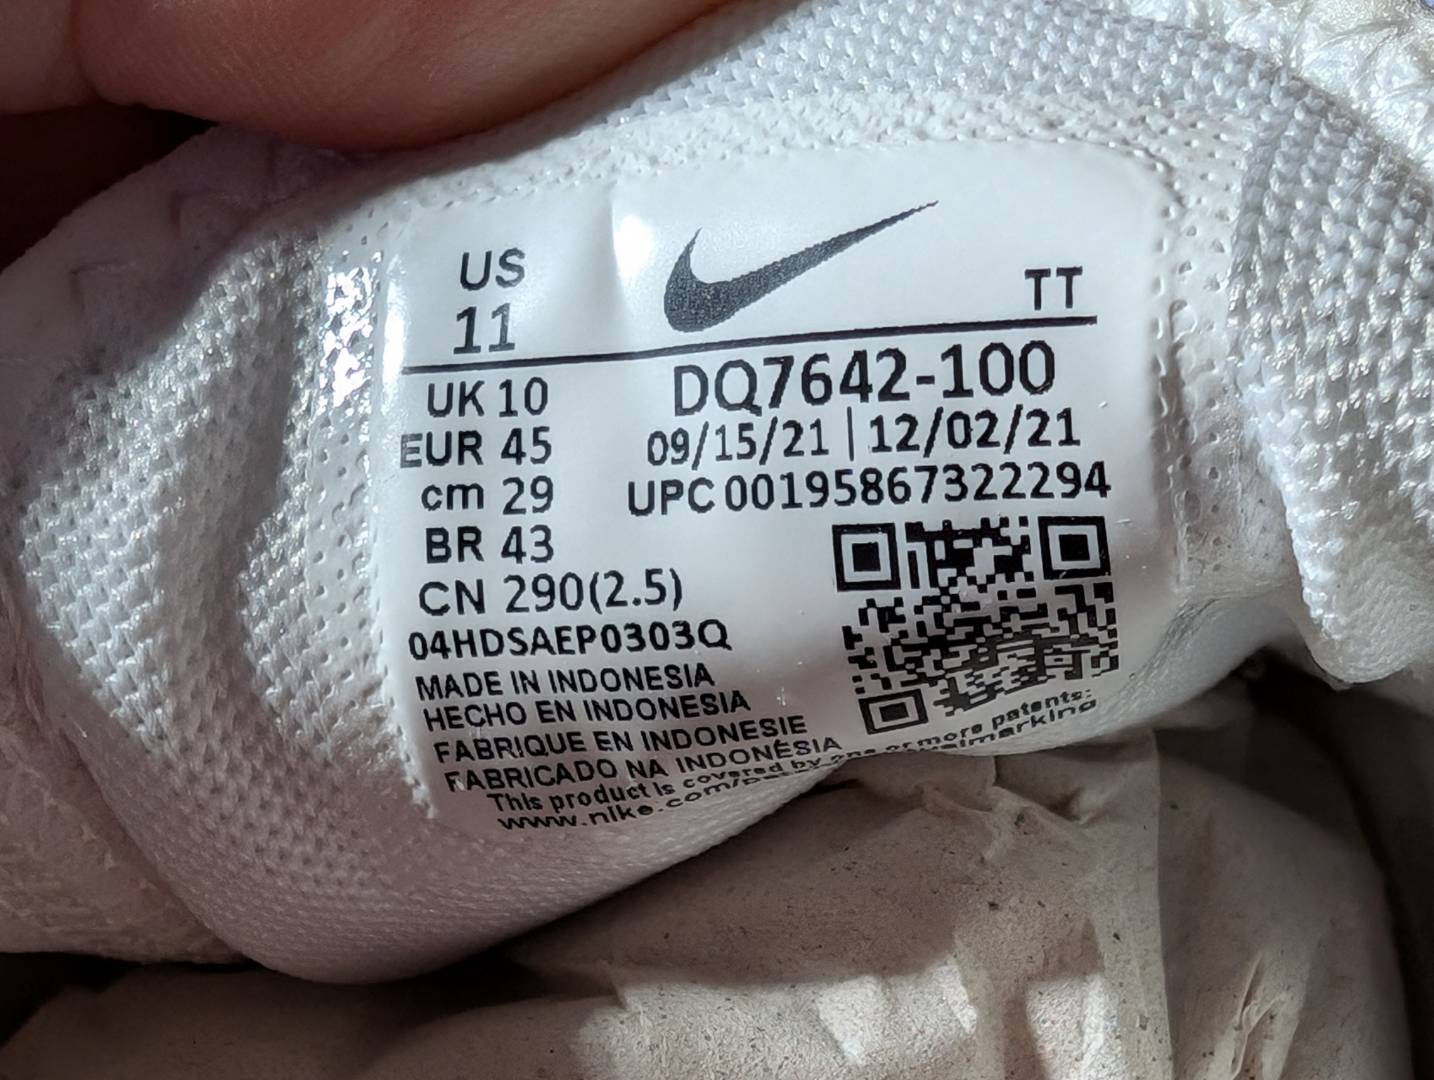 US
11
TT
UK 10
DQ7642-100
EUR 45
09/15/21 | 12/02/21
cm 29
UPC 00195867322294
BR 43
CN 290(2.5)
04HDSAEP0303Q
MADE IN INDONESIA
HECHO EN INDONESIA
FABRIQUE EN INDONESIE
FABRICADO NA INDONÉSIA
This product is covered by one or more patents:
www.nike.com/